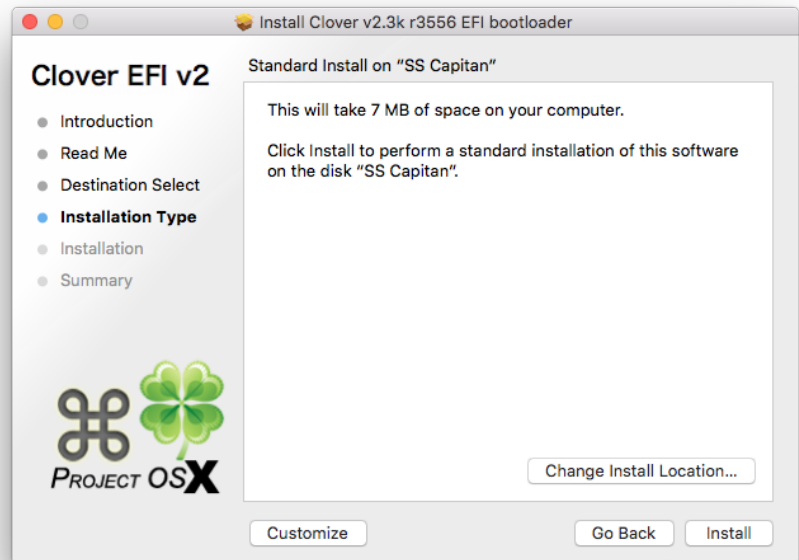 Install Clover v2.3k r3556 EFI bootloader
Clover EFI v2
Introduction
Read Me
Destination Select
Installation Type
Installation
Summary
PROJECT OSX
Standard Install on “SS Capitan”
This will take 7 MB of space on your computer.
Click Install to perform a standard installation of this software
on the disk “SS Capitan”.
Change Install Location...
Customize
Go Back
Install